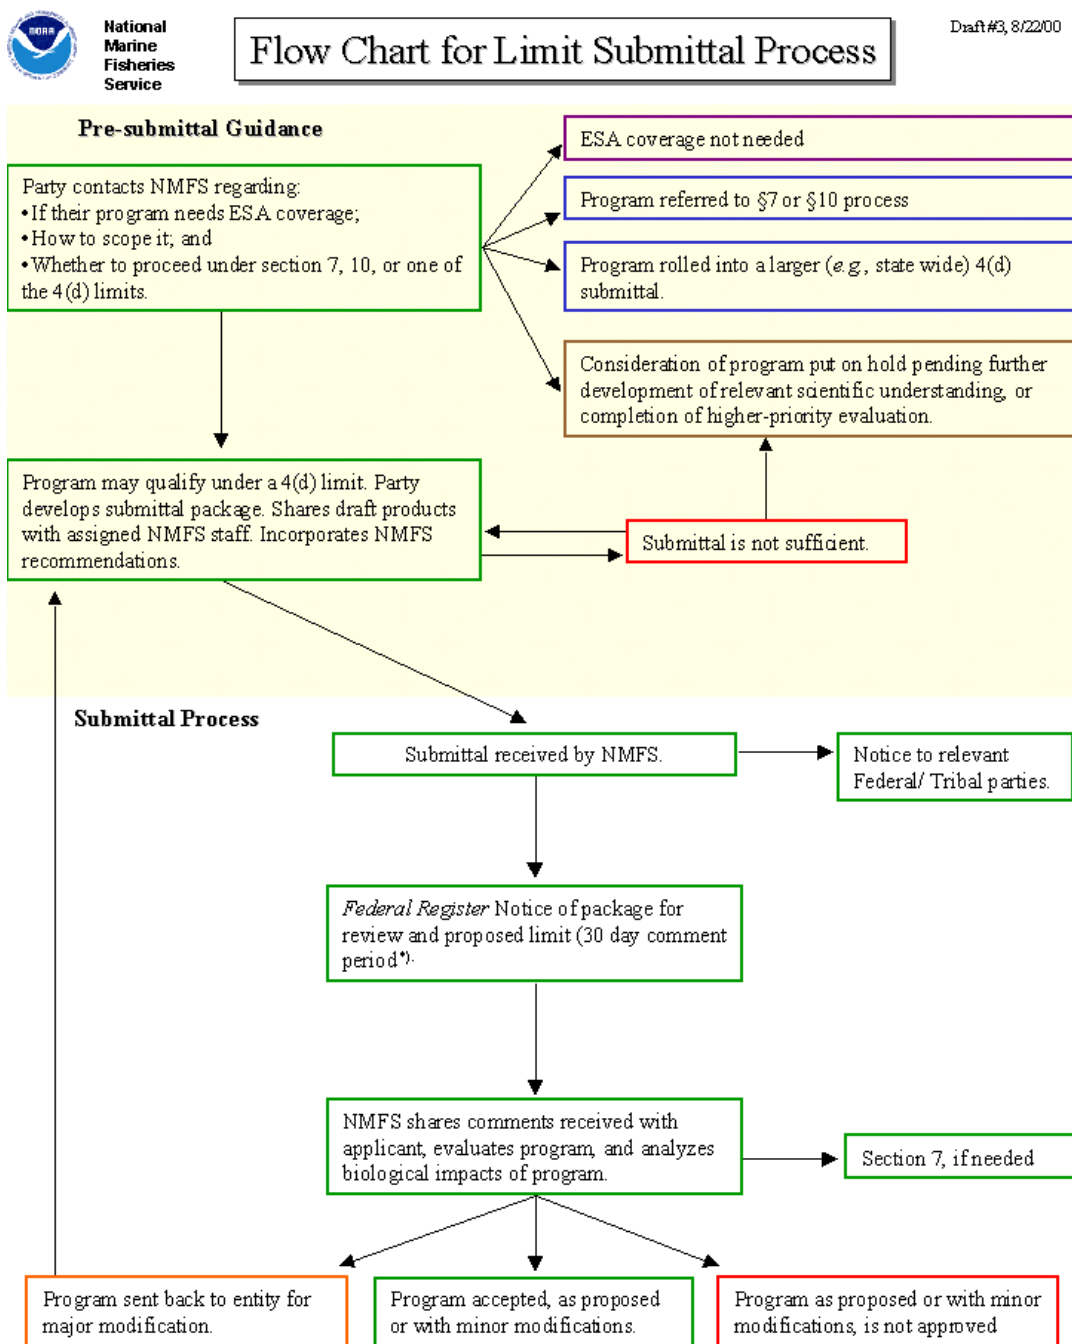 NOAA
National
Marine
Fisheries
Service
Flow Chart for Limit Submittal Process
Draft #3, 8/22/00
Pre-submittal Guidance
Party contacts NMFS regarding:
• If their program needs ESA coverage;
• How to scope it; and
• Whether to proceed under section 7, 10, or one of
the 4(d) limits.
ESA coverage not needed
Program referred to §7 or §10 process
Program rolled into a larger (e.g., state wide) 4(d)
submittal.
Consideration of program put on hold pending further
development of relevant scientific understanding, or
completion of higher-priority evaluation.
Program may qualify under a 4(d) limit. Party
develops submittal package. Shares draft products
with assigned NMFS staff. Incorporates NMFS
recommendations.
Submittal is not sufficient.
Submittal Process
Submittal received by NMFS.
Notice to relevant
Federal/ Tribal parties.
Federal Register Notice of package for
review and proposed limit (30 day comment
period*).
NMFS shares comments received with
applicant, evaluates program, and analyzes
biological impacts of program.
Section 7, if needed
Program sent back to entity for
major modification.
Program accepted, as proposed
or with minor modifications.
Program as proposed or with minor
modifications, is not approved